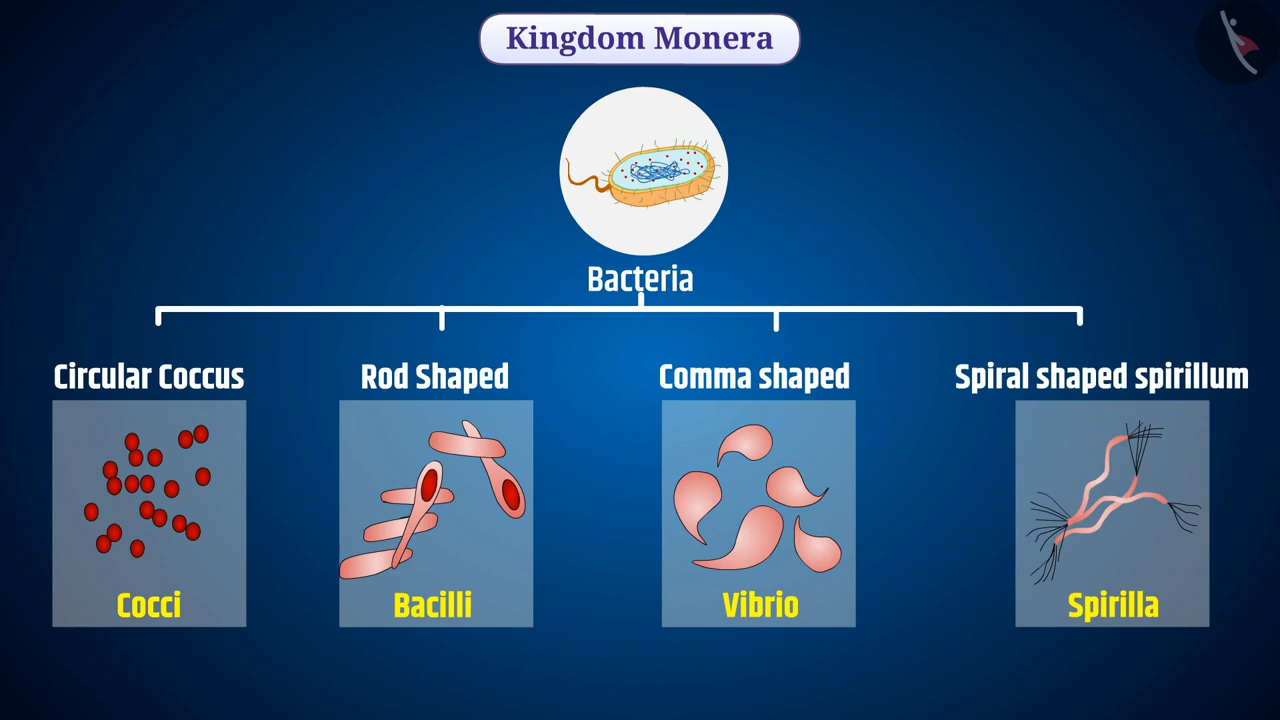 Kingdom Monera
Bacteria
Circular Coccus
Rod Shaped
Comma shaped
Spiral shaped spirillum
Cocci
Bacilli
Vibrio
Spirilla